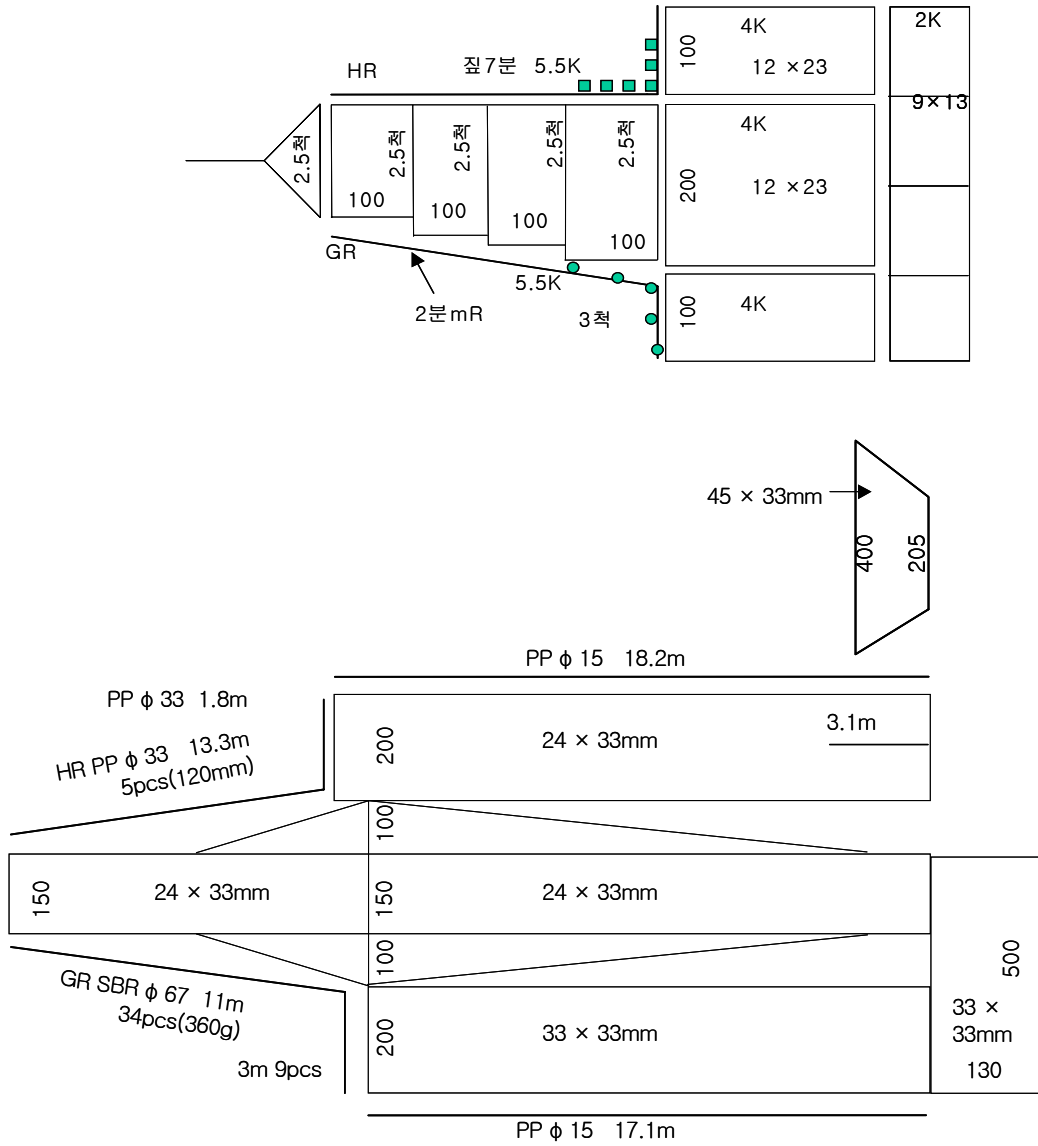 HR
짚7분 5.5K
100
4K
12 ×23
2K
9×13
2.5척
2.5척
100
2.5척
100
2.5척
100
2.5척
100
200
4K
12 ×23
GR
5.5K
2분mR
3척
100
4K
45 × 33mm
400
205
PP φ 15 18.2m
PP φ 33 1.8m
HR PP φ 33 13.3m
5pcs(120mm)
200
24 × 33mm
3.1m
100
150
24 × 33mm
150
24 × 33mm
100
GR SBR φ 67 11m
34pcs(360g)
3m 9pcs
200
33 × 33mm
500
33 ×
33mm
130
PP φ 15 17.1m